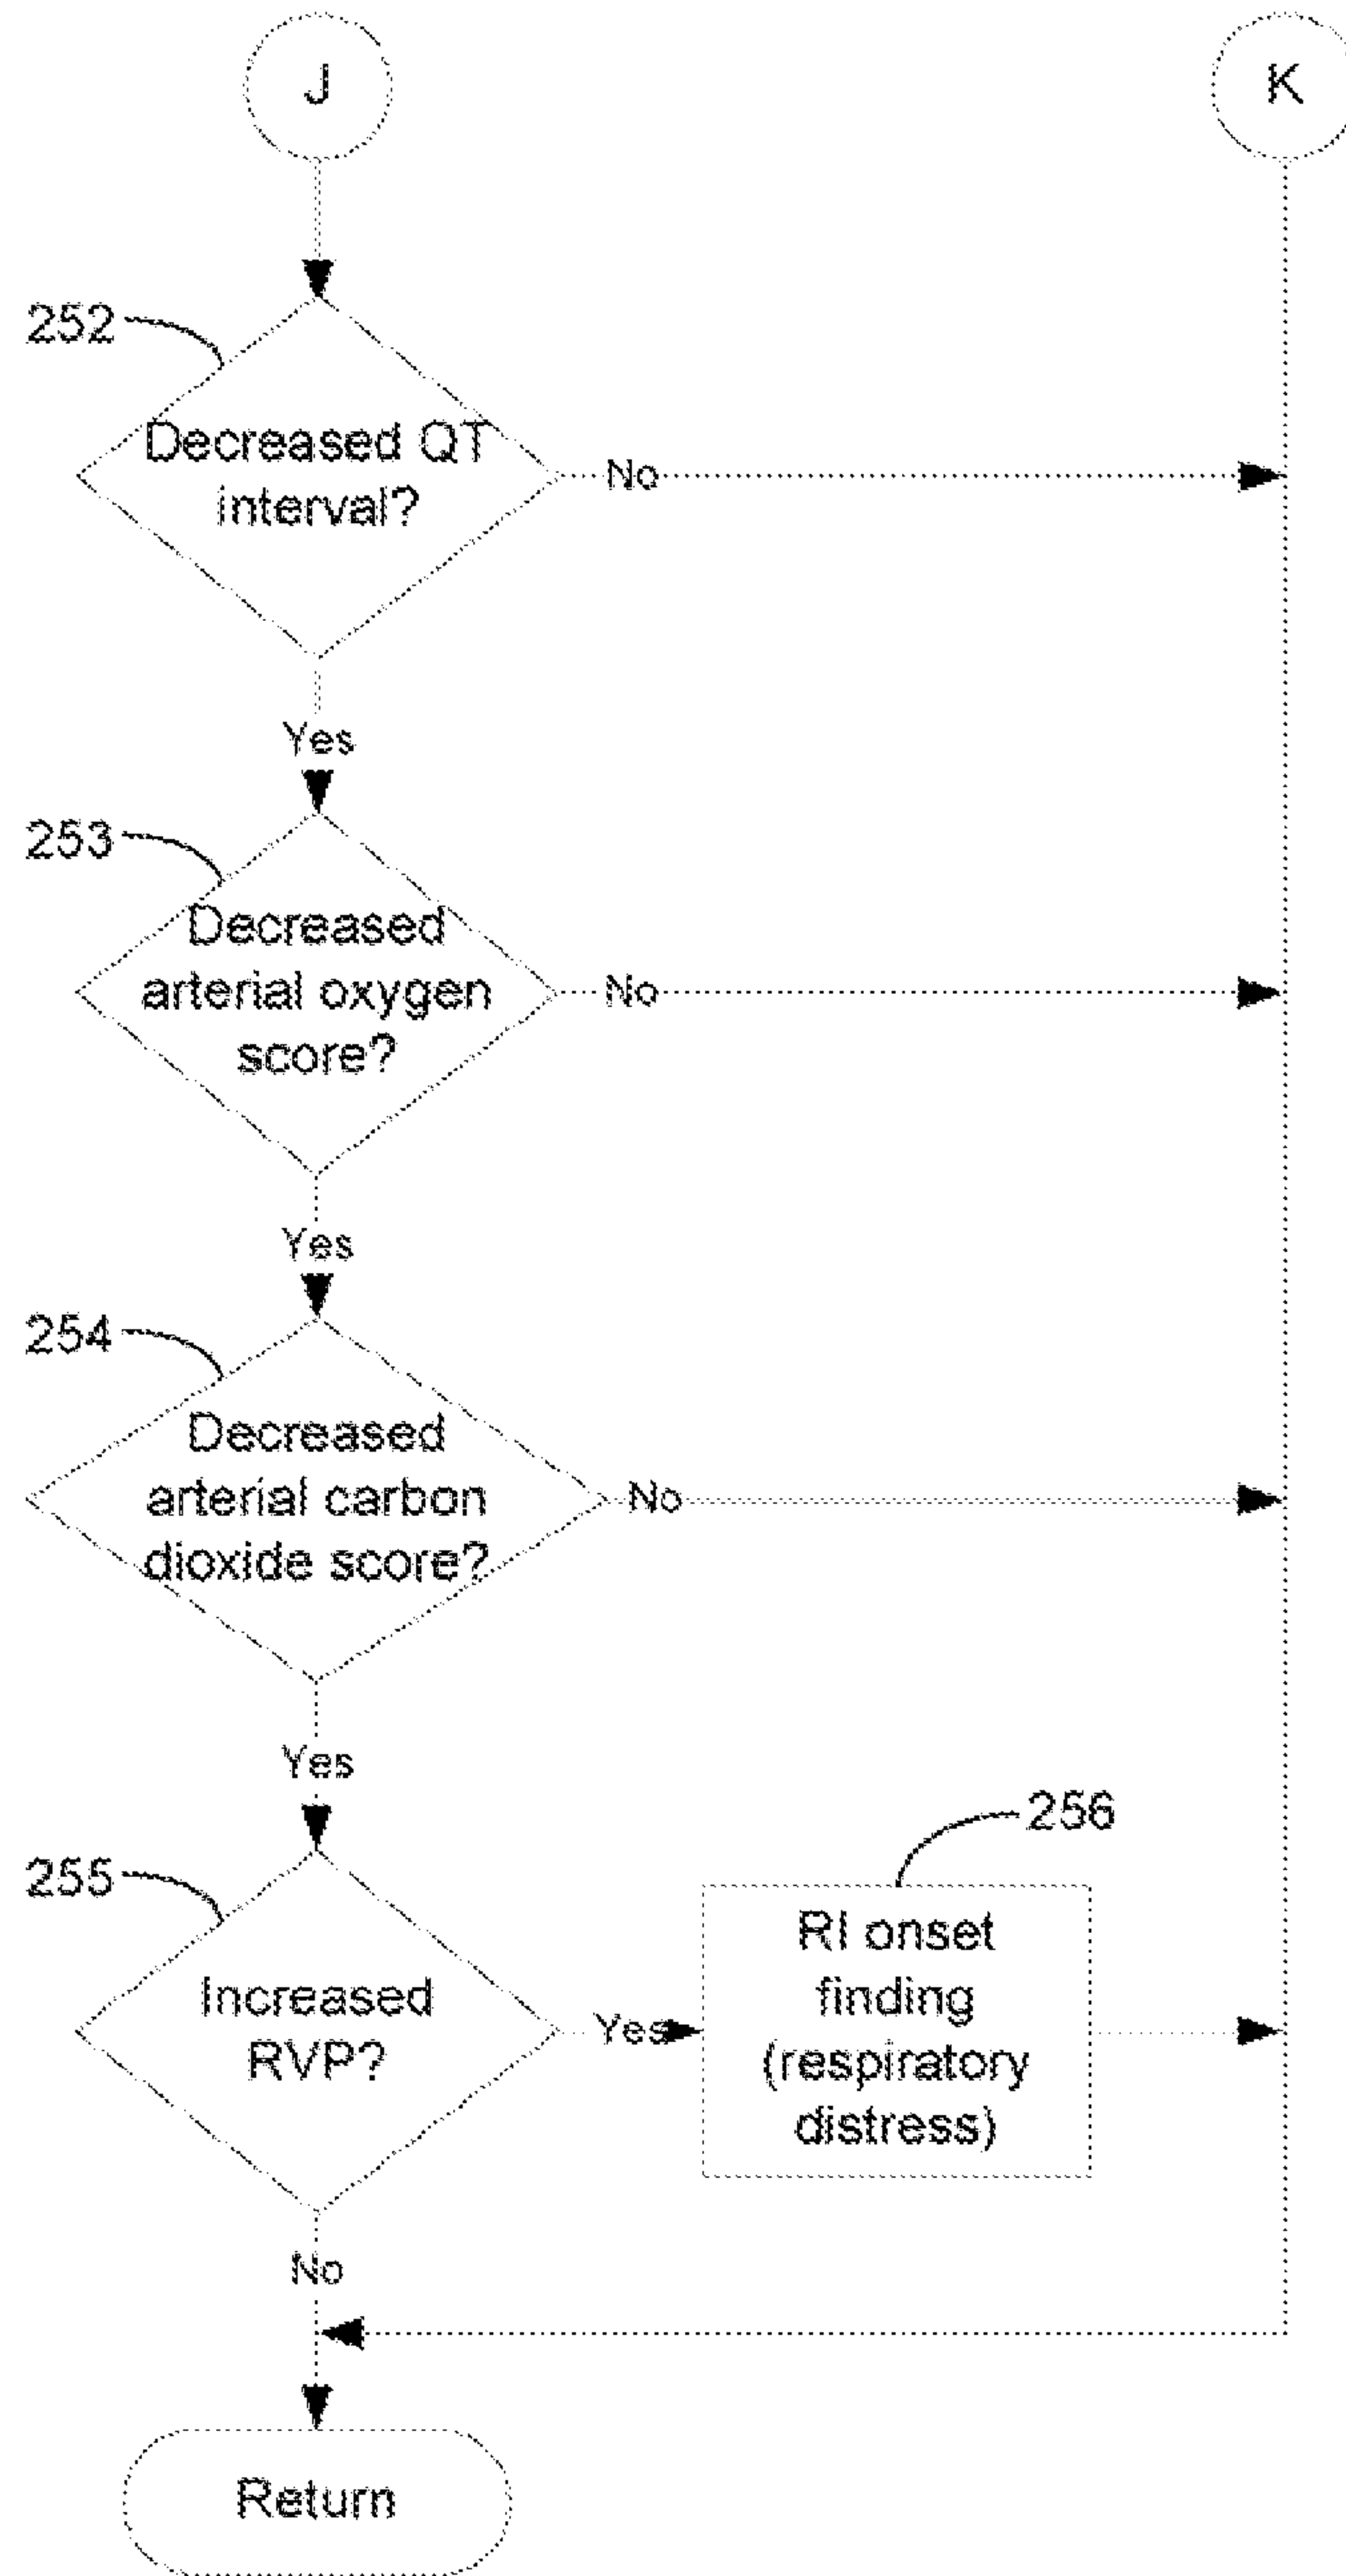 J
K
252
Decreased QT
interval?
No
Yes
253
Decreased
arterial oxygen
score?
No
Yes
254
Decreased
arterial carbon
dioxide score?
No
Yes
255
Increased
RVP?
Yes
256
RI onset
finding
(respiratory
distress)
No
Return